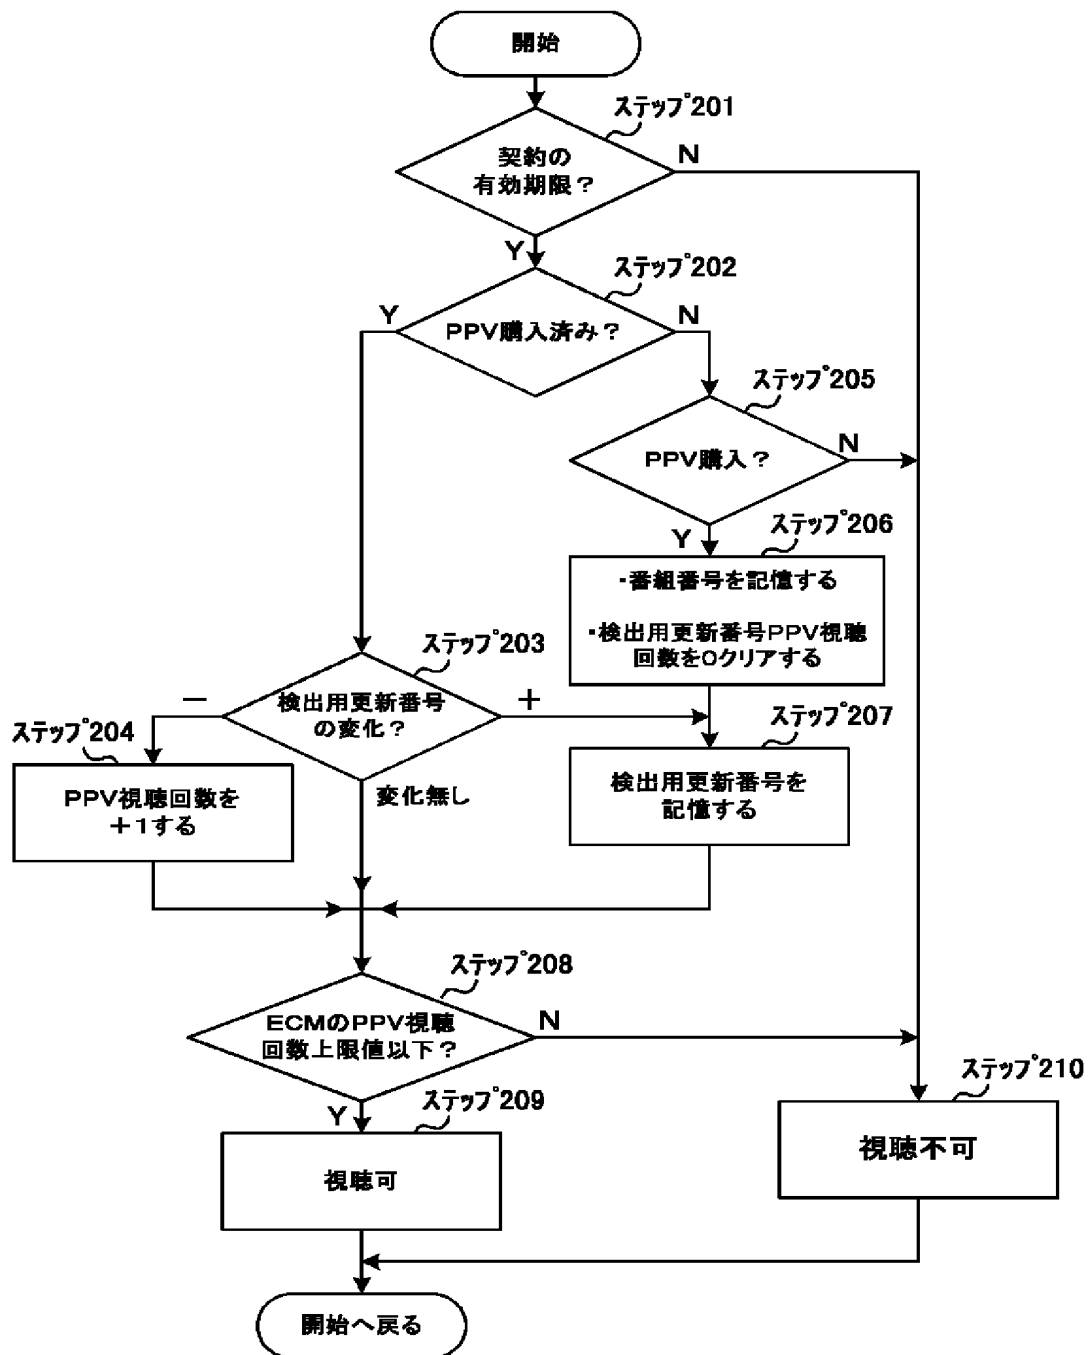 開始
ステップ201
契約の
有効期限？
N
Y
ステップ202
Y
PPV購入済み？
N
ステップ205
PPV購入？
N
Y
ステップ206
・番組番号を記憶する
・検出用更新番号PPV視聴
回数を0クリアする
ステップ203
－
検出用更新番号
の変化？
＋
ステップ204
ステップ207
PPV視聴回数を
＋1する
変化無し
検出用更新番号を
記憶する
ステップ208
ECMのPPV視聴
回数上限値以下？
N
ステップ210
Y
ステップ209
視聴可
視聴不可
開始へ戻る